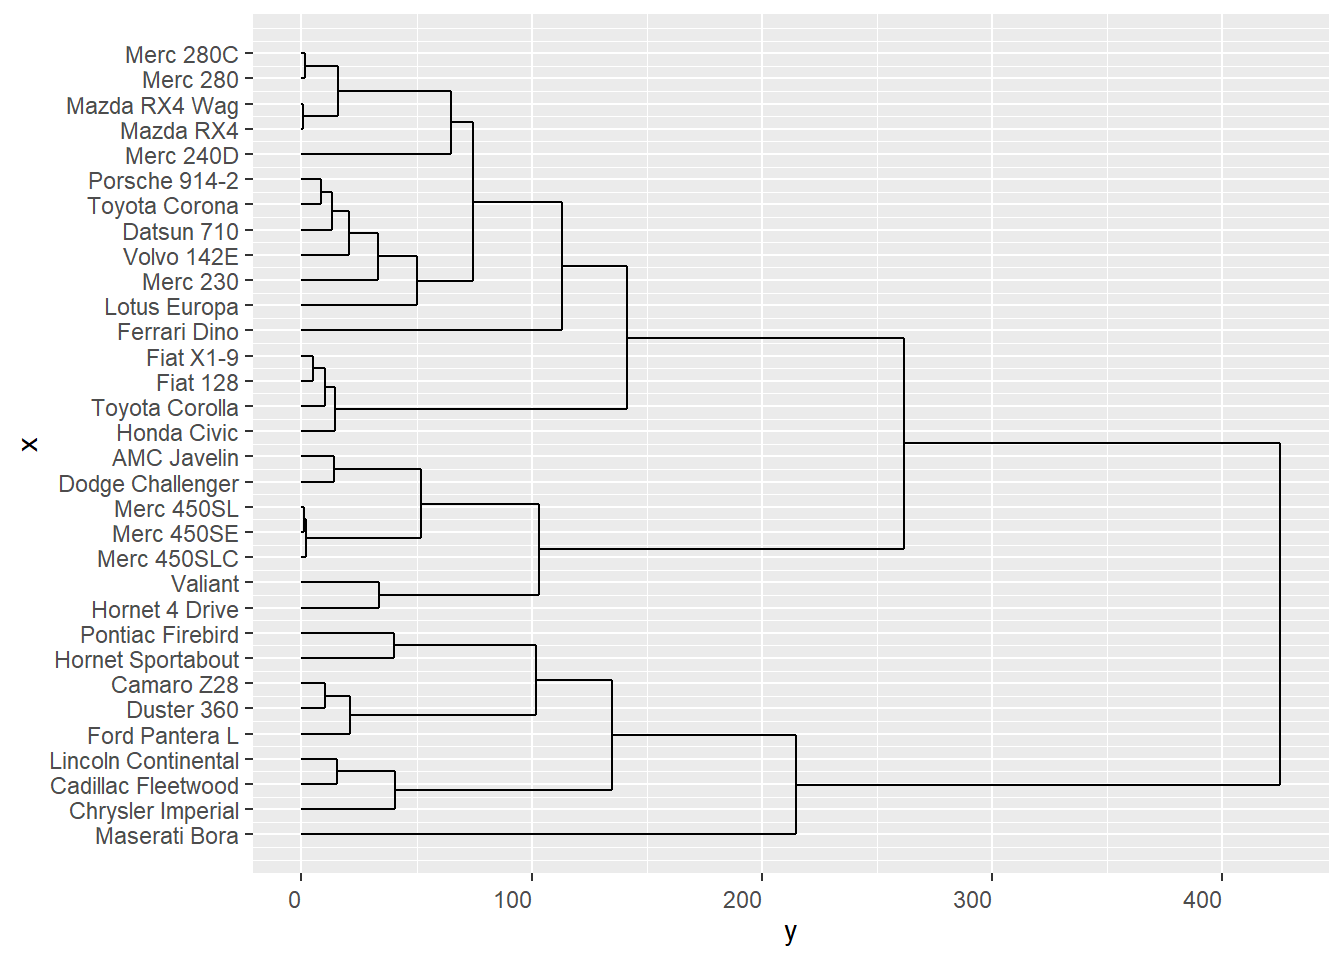 Merc 280C
Merc 280
Mazda RX4 Wag
Mazda RX4
Merc 240D
Porsche 914-2
Toyota Corona
Datsun 710
Volvo 142E
Merc 230
Lotus Europa
Ferrari Dino
Fiat X1-9
Fiat 128
Toyota Corolla
Honda Civic
AMC Javelin
Dodge Challenger
Merc 450SL
Merc 450SE
Merc 450SLC
Valiant
Hornet 4 Drive
Pontiac Firebird
Hornet Sportabout
Camaro Z28
Duster 360
Ford Pantera L
Lincoln Continental
Cadillac Fleetwood
Chrysler Imperial
Maserati Bora
x
0 100 200 300 400
y